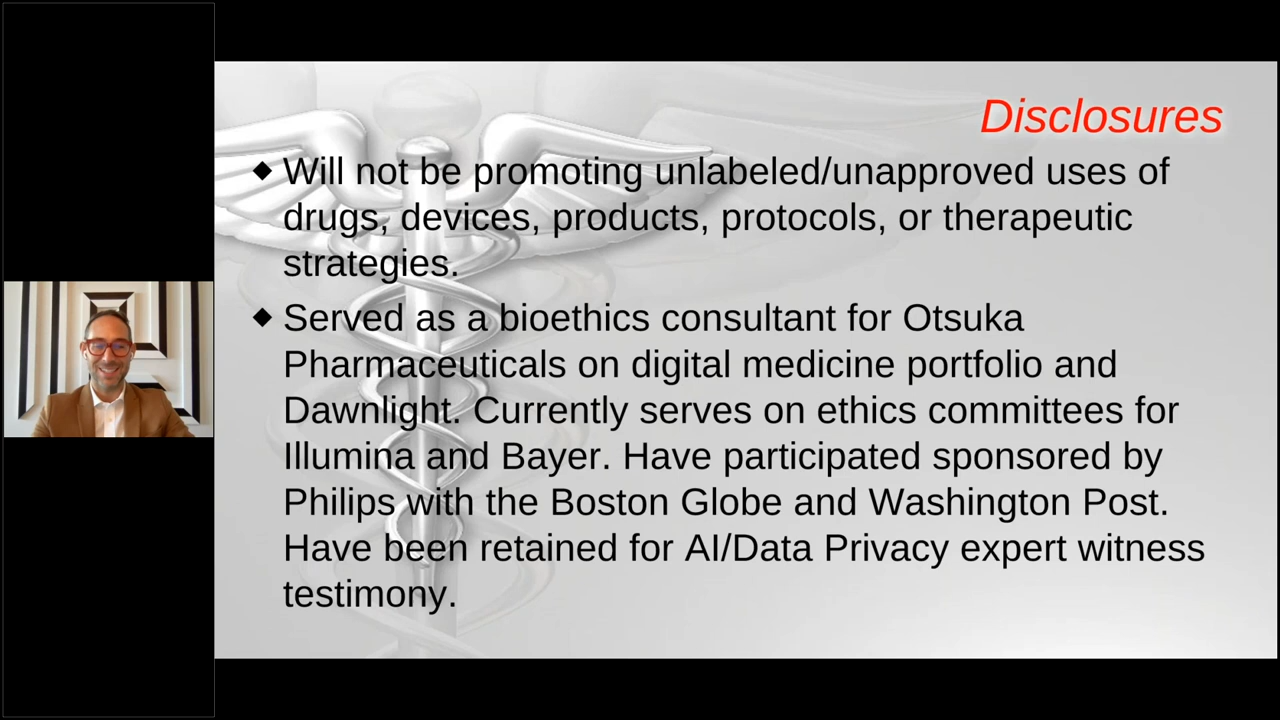 Disclosures
◆ Will not be promoting unlabeled/unapproved uses of
drugs, devices, products, protocols, or therapeutic
strategies.
◆ Served as a bioethics consultant for Otsuka
Pharmaceuticals on digital medicine portfolio and
Dawnlight. Currently serves on ethics committees for
Illumina and Bayer. Have participated sponsored by
Philips with the Boston Globe and Washington Post.
Have been retained for AI/Data Privacy expert witness
testimony.